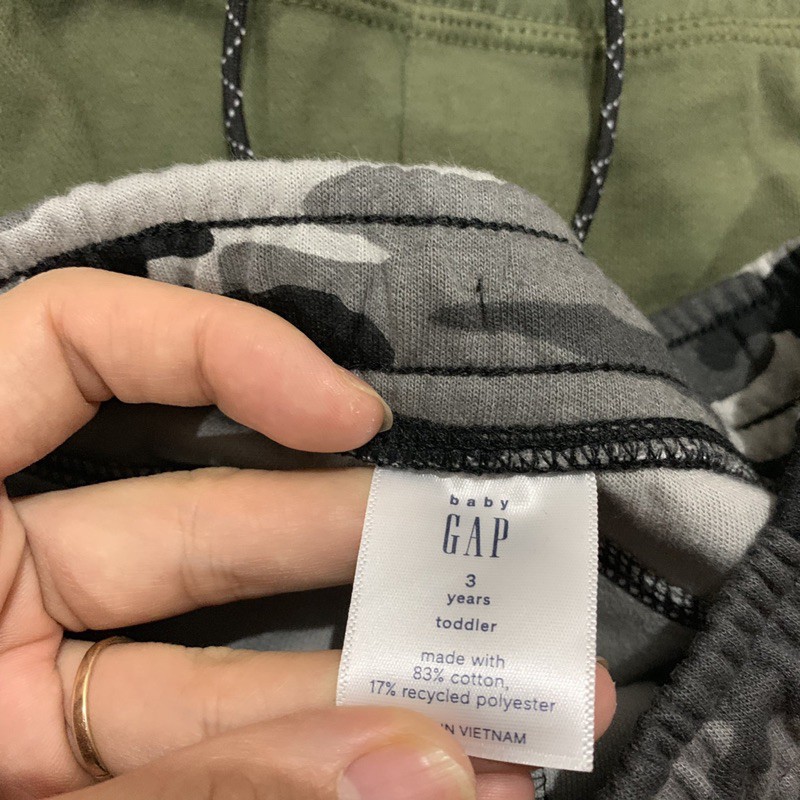 baby
GAP
3
years
toddler
made with
83% cotton,
17% recycled polyester
IN VIETNAM